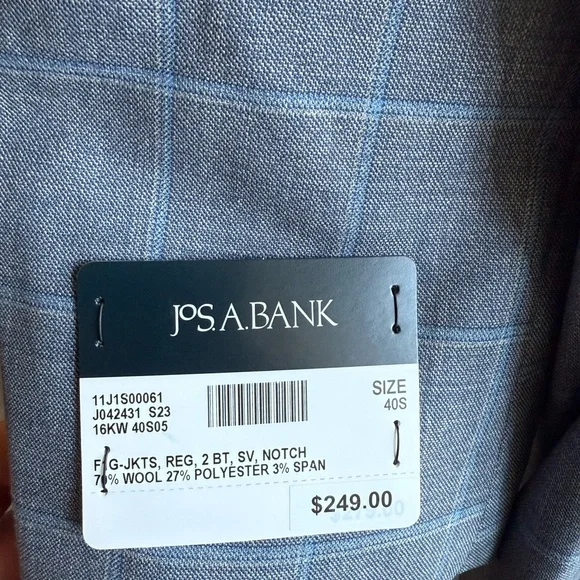 JOS. A. BANK
11J1S00061
J042431 S23
16KW 40S05
SIZE
40S
REG, 2 BT, SV, NOTCH
70% WOOL 27% POLYESTER 3% SPAN
$249.00